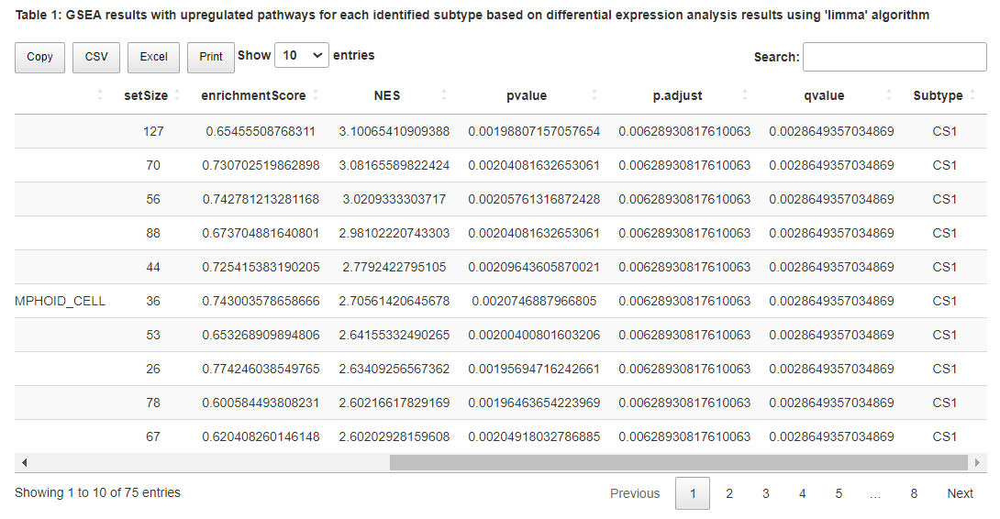 Table 1: GSEA results with upregulated pathways for each identified subtype based on differential expression analysis results using 'limma' algorithm
Copy CSV Excel Print Show 10 entries Search:
setSize enrichmentScore NES pvalue p.adjust qvalue Subtype
127 0.65455508768311 3.10065410909388 0.00198807157057654 0.00628930817610063 0.0028649357034869 CS1
70 0.730702519862898 3.08165589822424 0.00204081632653061 0.00628930817610063 0.0028649357034869 CS1
56 0.742781213281168 3.0209333303717 0.00205761316872428 0.00628930817610063 0.0028649357034869 CS1
88 0.673704881640801 2.98102220743303 0.00204081632653061 0.00628930817610063 0.0028649357034869 CS1
44 0.725415383190205 2.7792422795105 0.00209643605870021 0.00628930817610063 0.0028649357034869 CS1
MPHOID_CELL 36 0.743003578658666 2.70561420645678 0.0020746887966805 0.00628930817610063 0.0028649357034869 CS1
53 0.653268909894806 2.64155332490265 0.00200400801603206 0.00628930817610063 0.0028649357034869 CS1
26 0.774246038549765 2.63409256567362 0.00195694716242661 0.00628930817610063 0.0028649357034869 CS1
78 0.600584493808231 2.60216617829169 0.00196463654223969 0.00628930817610063 0.0028649357034869 CS1
67 0.620408260146148 2.60202928159608 0.00204918032786885 0.00628930817610063 0.0028649357034869 CS1
Showing 1 to 10 of 75 entries Previous 1 2 3 4 5 … 8 Next